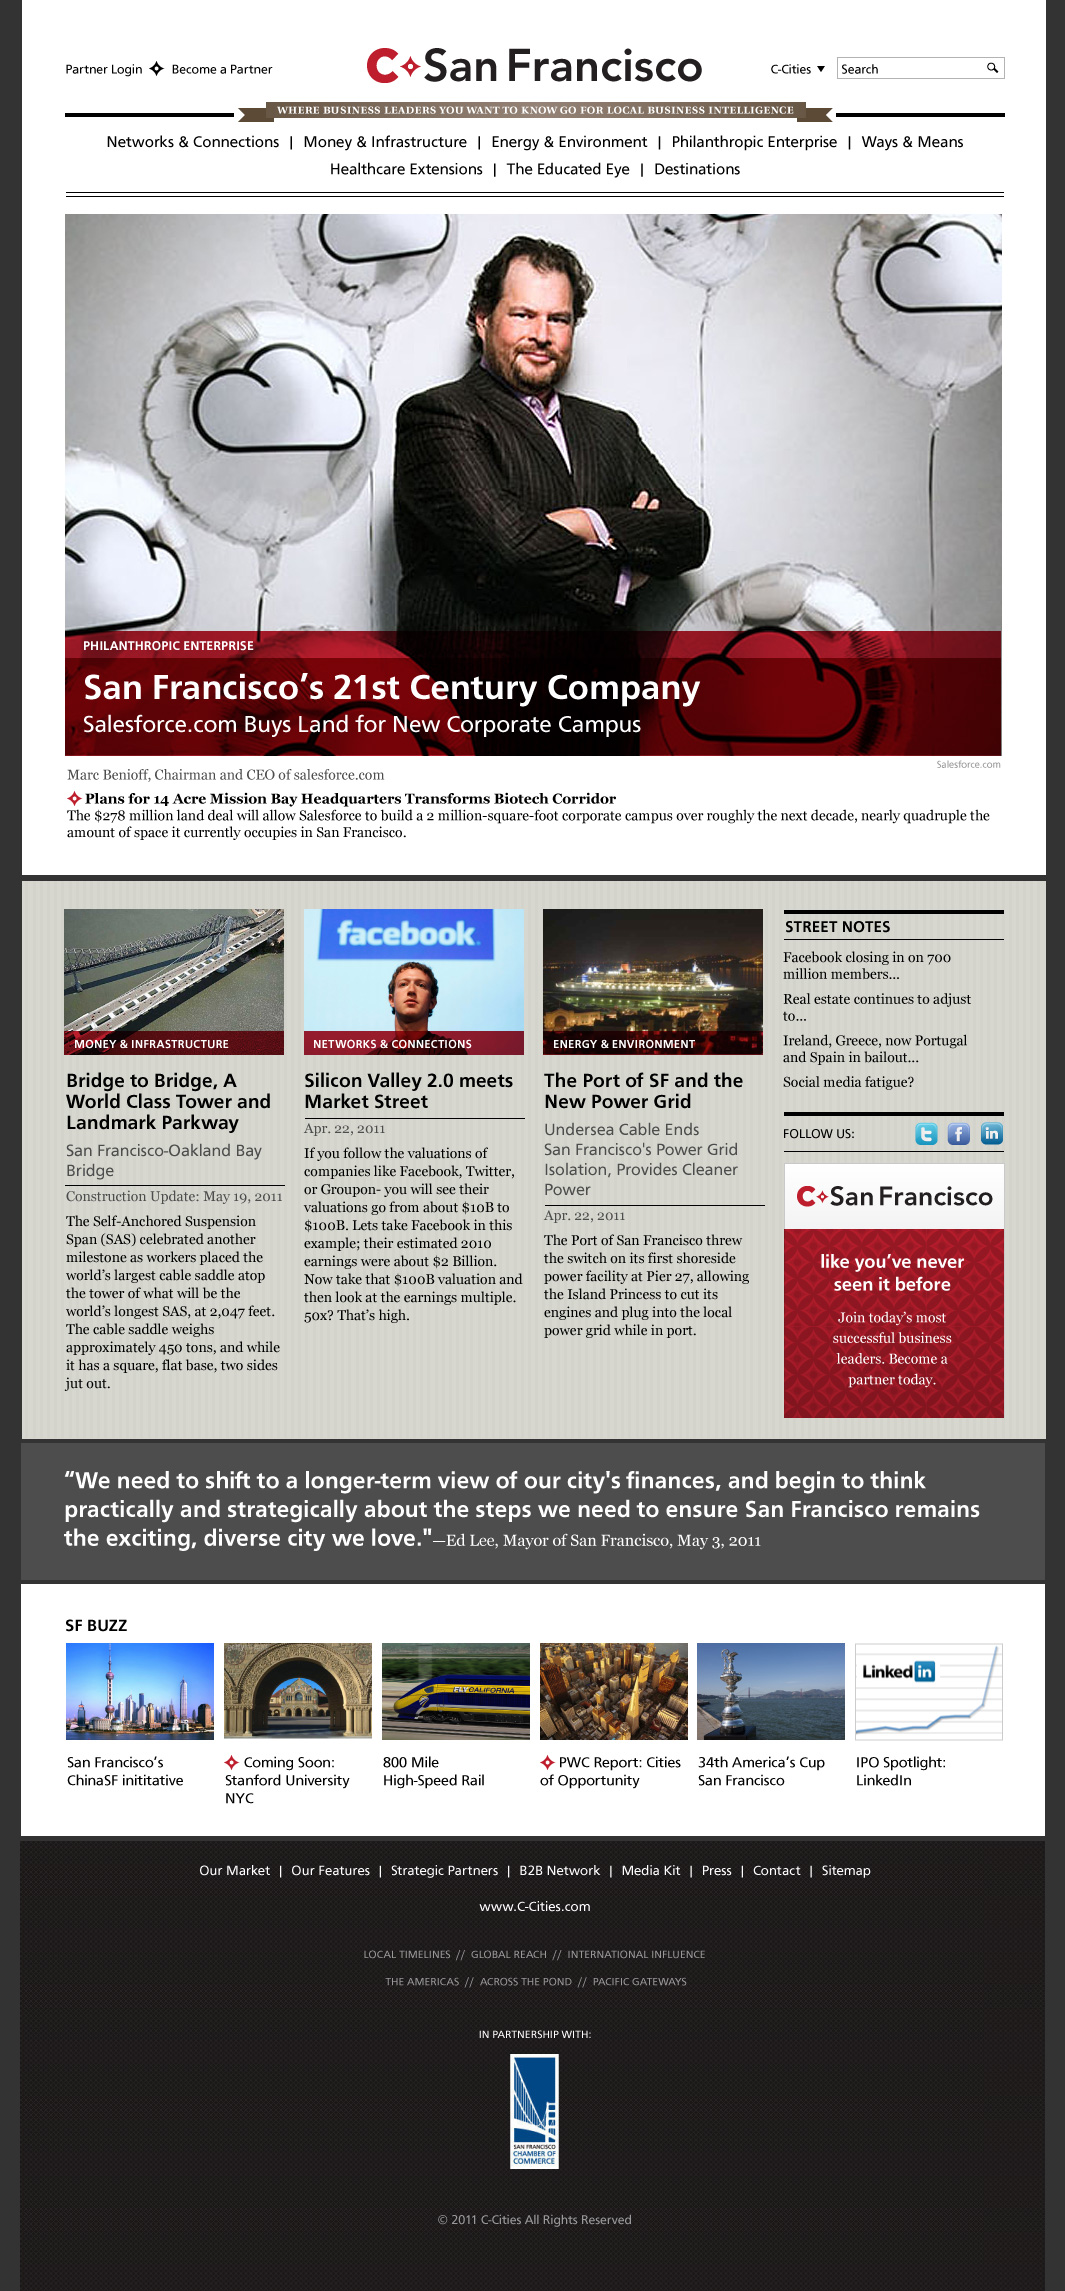 Partner Login Become a Partner
C San Francisco
C-Cities
Search
WHERE BUSINESS LEADERS YOU WANT TO KNOW GO FOR LOCAL BUSINESS INTELLIGENCE
Networks & Connections | Money & Infrastructure | Energy & Environment | Philanthropic Enterprise | Ways & Means
Healthcare Extensions | The Educated Eye | Destinations
PHILANTHROPIC ENTERPRISE
San Francisco’s 21st Century Company
Salesforce.com Buys Land for New Corporate Campus
Salesforce.com
Marc Benioff, Chairman and CEO of salesforce.com
Plans for 14 Acre Mission Bay Headquarters Transforms Biotech Corridor
The $278 million land deal will allow Salesforce to build a 2 million-square-foot corporate campus over roughly the next decade, nearly quadruple the
amount of space it currently occupies in San Francisco.
MONEY & INFRASTRUCTURE
Bridge to Bridge, A
World Class Tower and
Landmark Parkway
San Francisco-Oakland Bay
Bridge
Construction Update: May 19, 2011
The Self-Anchored Suspension
Span (SAS) celebrated another
milestone as workers placed the
world’s largest cable saddle atop
the tower of what will be the
world’s longest SAS, at 2,047 feet.
The cable saddle weighs
approximately 450 tons, and while
it has a square, flat base, two sides
jut out.
facebook
NETWORKS & CONNECTIONS
Silicon Valley 2.0 meets
Market Street
Apr. 22, 2011
If you follow the valuations of
companies like Facebook, Twitter,
or Groupon- you will see their
valuations go from about $10B to
$100B. Lets take Facebook in this
example; their estimated 2010
earnings were about $2 Billion.
Now take that $100B valuation and
then look at the earnings multiple.
50x? That’s high.
ENERGY & ENVIRONMENT
The Port of SF and the
New Power Grid
Undersea Cable Ends
San Francisco's Power Grid
Isolation, Provides Cleaner
Power
Apr. 22, 2011
The Port of San Francisco threw
the switch on its first shoreside
power facility at Pier 27, allowing
the Island Princess to cut its
engines and plug into the local
power grid while in port.
STREET NOTES
Facebook closing in on 700
million members...
Real estate continues to adjust
to...
Ireland, Greece, now Portugal
and Spain in bailout...
Social media fatigue?
FOLLOW US:
t f in
C San Francisco
like you’ve never
seen it before
Join today’s most
successful business
leaders. Become a
partner today.
“We need to shift to a longer-term view of our city's finances, and begin to think
practically and strategically about the steps we need to ensure San Francisco remains
the exciting, diverse city we love."—Ed Lee, Mayor of San Francisco, May 3, 2011
SF BUZZ
San Francisco’s
ChinaSF inititative
Coming Soon:
Stanford University
NYC
FLY CALIFORNIA
800 Mile
High-Speed Rail
PWC Report: Cities
of Opportunity
34th America’s Cup
San Francisco
Linked in
IPO Spotlight:
LinkedIn
Our Market | Our Features | Strategic Partners | B2B Network | Media Kit | Press | Contact | Sitemap
www.C-Cities.com
LOCAL TIMELINES // GLOBAL REACH // INTERNATIONAL INFLUENCE
THE AMERICAS // ACROSS THE POND // PACIFIC GATEWAYS
IN PARTNERSHIP WITH:
SAN FRANCISCO
CHAMBER OF
COMMERCE
© 2011 C-Cities All Rights Reserved